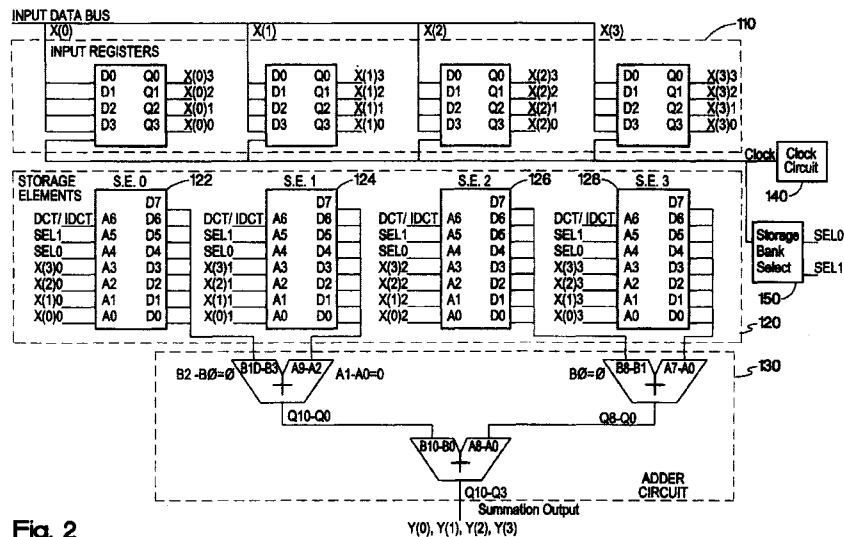 INPUT DATA BUS
X(0) X(1) X(2) X(3)
110
INPUT REGISTERS
D0 Q0 X(0)3 D0 Q0 X(1)3 D0 Q0 X(2)3 D0 Q0 X(3)3
D1 Q1 X(0)2 D1 Q1 X(1)2 D1 Q1 X(2)2 D1 Q1 X(3)2
D2 Q2 X(0)1 D2 Q2 X(1)1 D2 Q2 X(2)1 D2 Q2 X(3)1
D3 Q3 X(0)0 D3 Q3 X(1)0 D3 Q3 X(2)0 D3 Q3 X(3)0
Clock
Clock Circuit
140
STORAGE ELEMENTS
S.E. 0 122 S.E. 1 124 S.E. 2 126 128 S.E. 3
D7 D7 D7 D7
DCT/ IDCT A6 D6 DCT/ IDCT A6 D6 DCT/ IDCT A6 D6 DCT/ IDCT A6 D6
SEL1 A5 D5 SEL1 A5 D5 SEL1 A5 D5 SEL1 A5 D5
SEL0 A4 D4 SEL0 A4 D4 SEL0 A4 D4 SEL0 A4 D4
X(3)0 A3 D3 X(3)1 A3 D3 X(3)2 A3 D3 X(3)3 A3 D3
X(2)0 A2 D2 X(2)1 A2 D2 X(2)2 A2 D2 X(2)3 A2 D2
X(1)0 A1 D1 X(1)1 A1 D1 X(1)2 A1 D1 X(1)3 A1 D1
X(0)0 A0 D0 X(0)1 A0 D0 X(0)2 A0 D0 X(0)3 A0 D0
Storage Bank Select
SEL0
SEL1
150
120
B2 -BØ=Ø B10-B3 A9-A2 A1-A0=0
BØ=Ø B8-B1 A7-A0
130
+ +
Q10-Q0 Q8-Q0
B10-B0 A8-A0
+
Q10-Q3
ADDER CIRCUIT
Summation Output
Y(0), Y(1), Y(2), Y(3)
Fig. 2